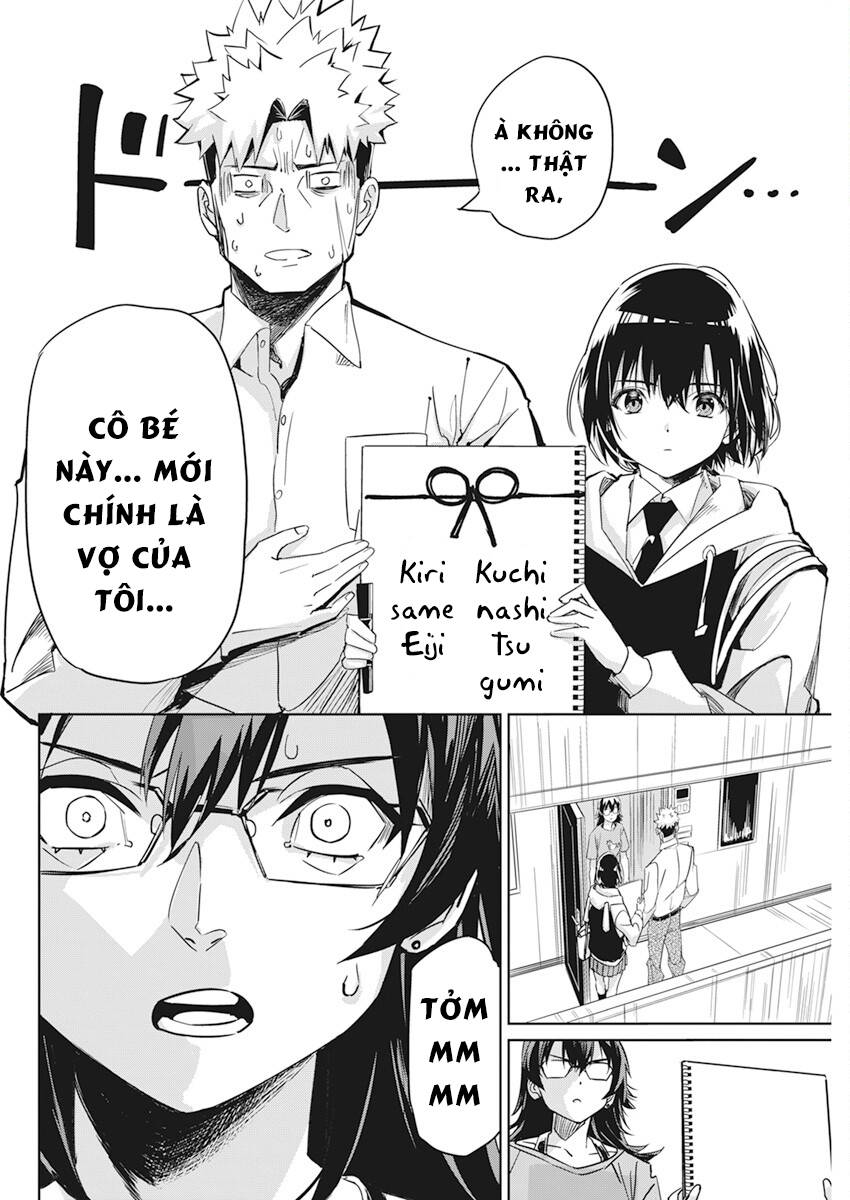 ドーン...
À KHÔNG
... THẬT
RA,
CÔ BÉ
NÀY... MỚI
CHÍNH LÀ
VỢ CỦA
TÔI...
Kuchi
nashi
Tsu
gumi
Kiri
same
Eiji
TỞM
MM
MM